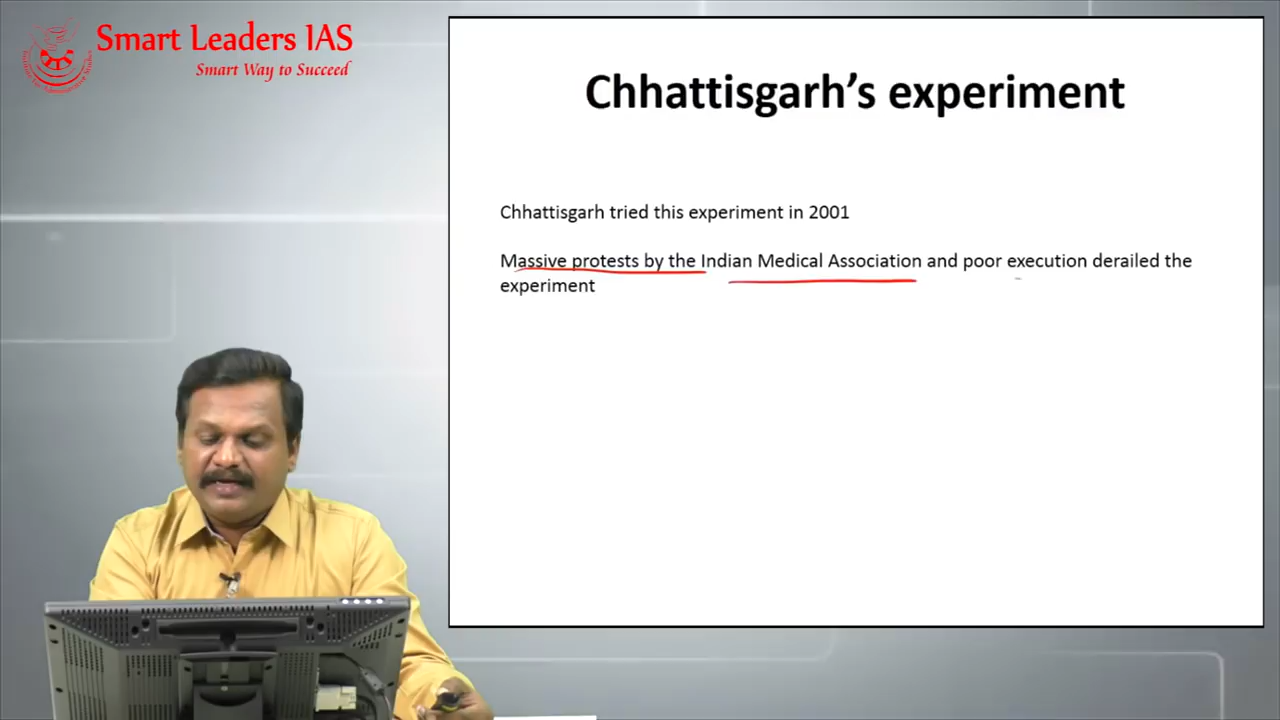 Smart Leaders IAS
Smart Way to Succeed
Chhattisgarh’s experiment
Chhattisgarh tried this experiment in 2001
Massive protests by the Indian Medical Association and poor execution derailed the
experiment